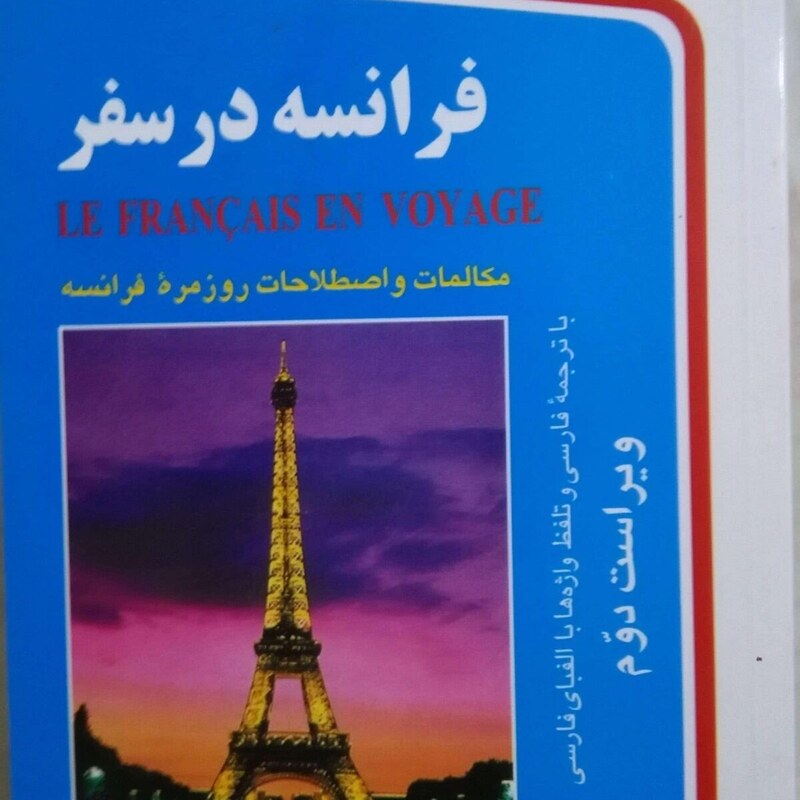 فرانسه در سفر
LE FRANÇAIS EN VOYAGE
مکالمات و اصطلاحات روزمرهٔ فرانسه
با ترجمهٔ فارسی و تلفظ واژه‌ها با الفبای فارسی
ویراست دوّم